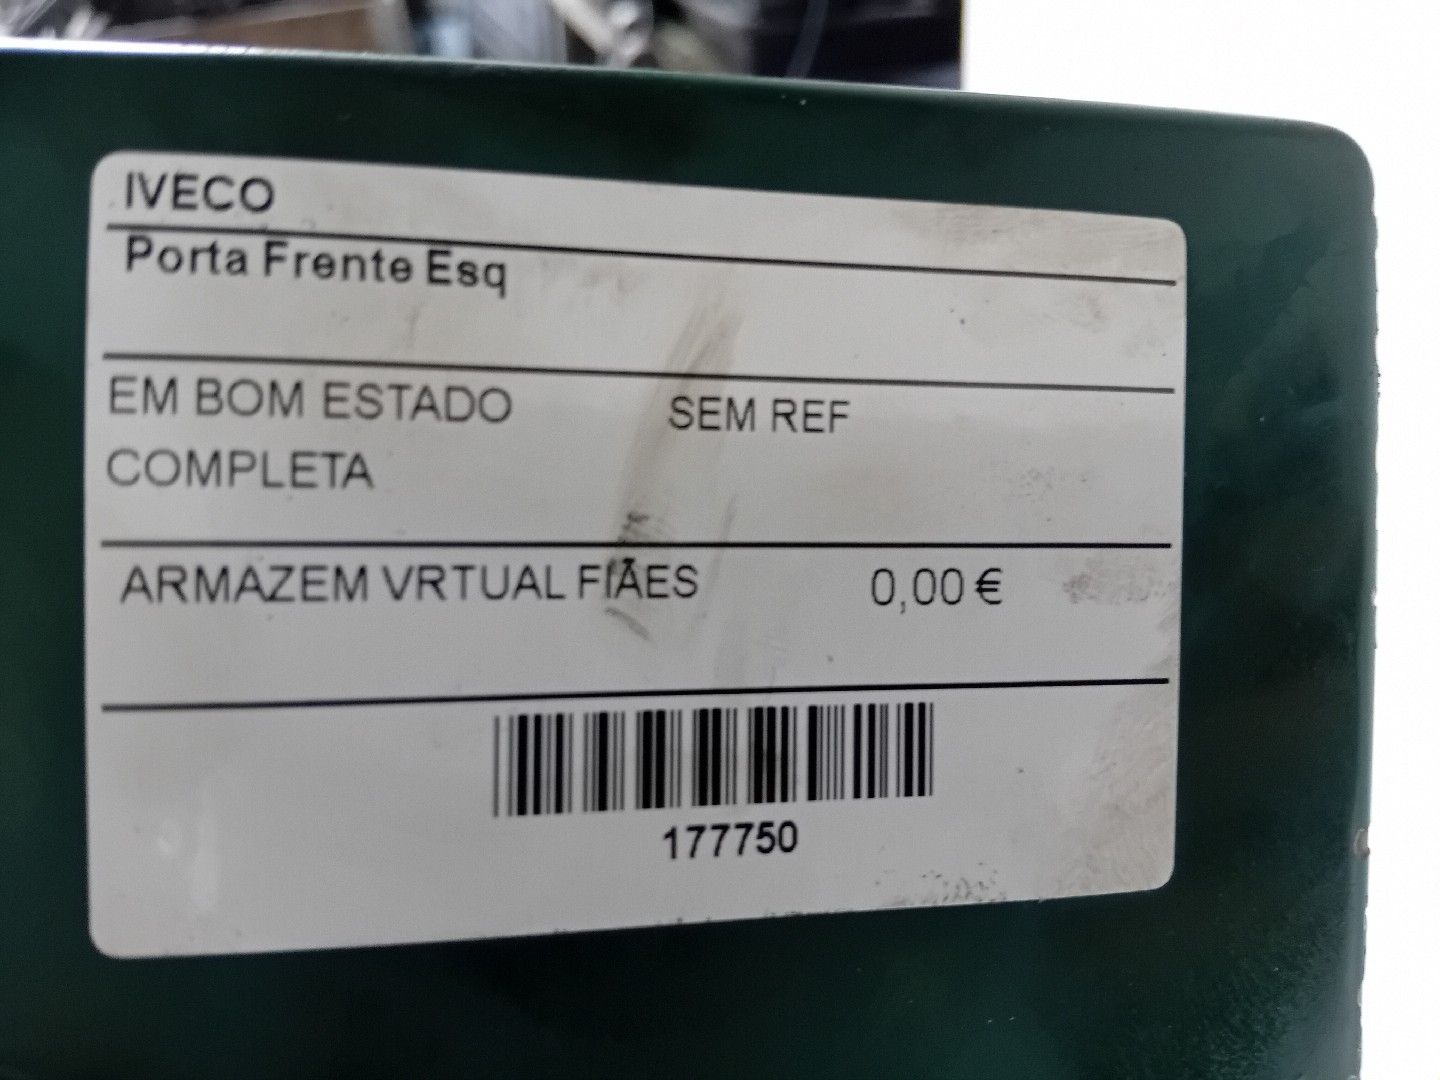 IVECO
Porta Frente Esq
EM BOM ESTADO SEM REF
COMPLETA
ARMAZEM VRTUAL FIÃES 0,00 €
177750